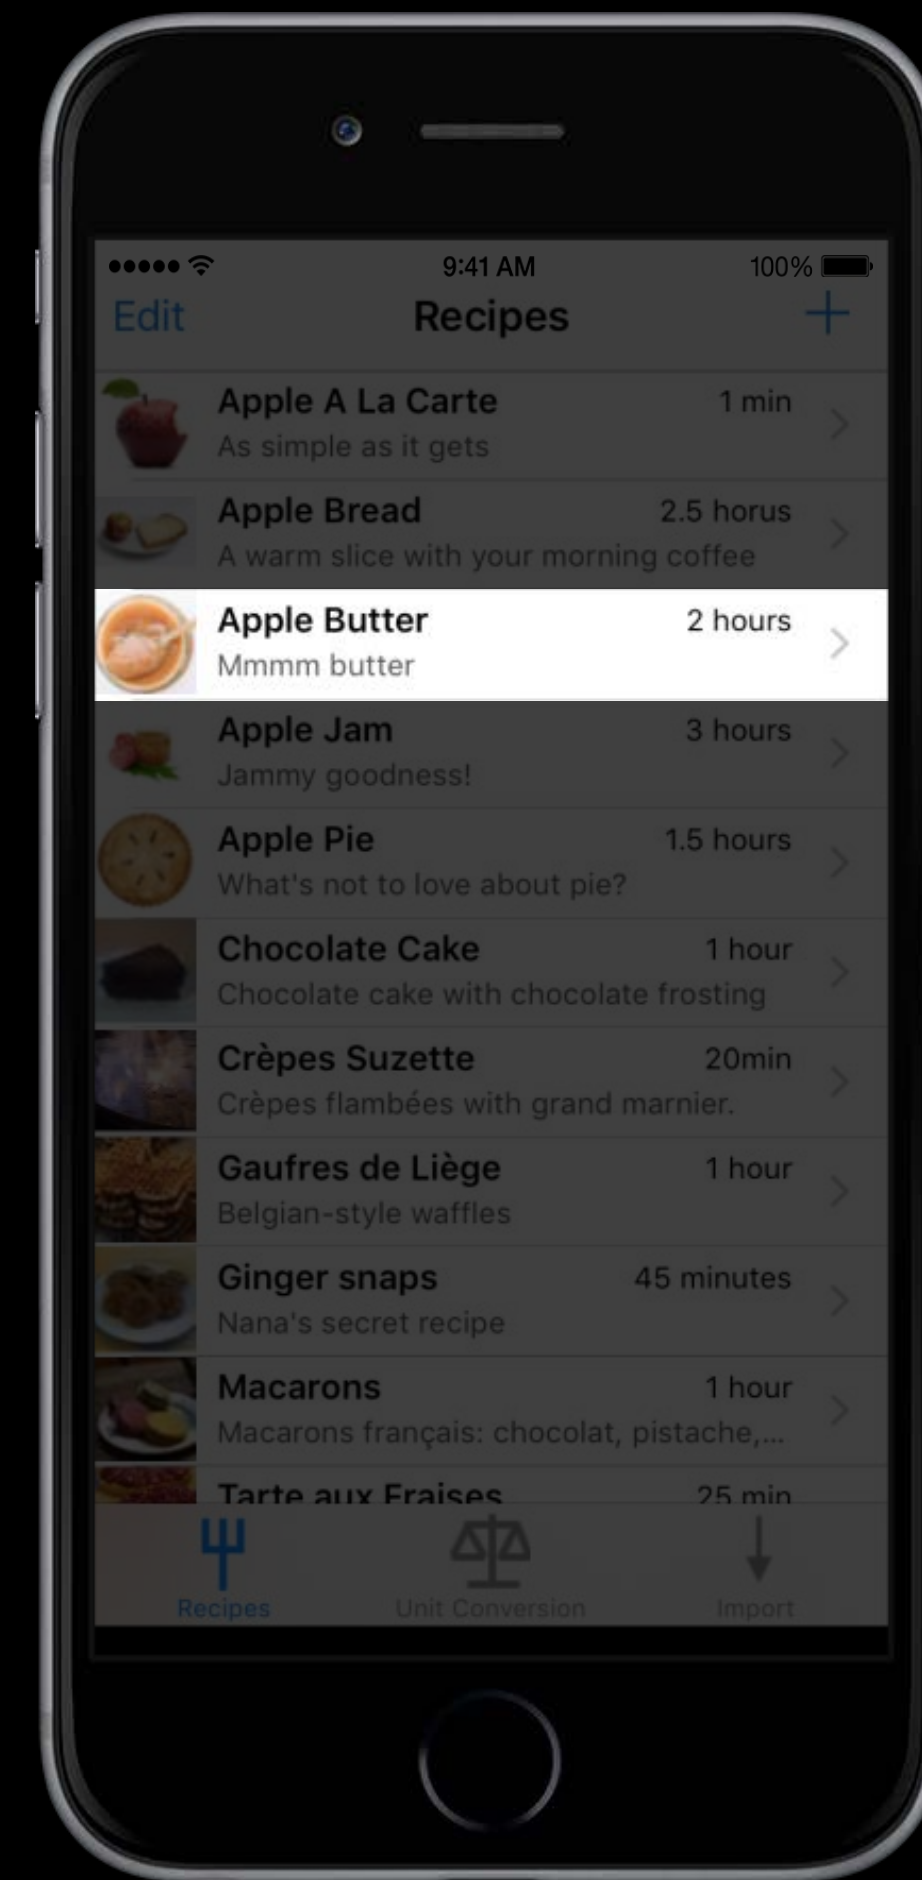 9:41 AM 100%
Edit Recipes
Apple A La Carte 1 min
As simple as it gets
Apple Bread 2.5 horus
A warm slice with your morning coffee
Apple Butter 2 hours
Mmmm butter
Apple Jam 3 hours
Jammy goodness!
Apple Pie 1.5 hours
What's not to love about pie?
Chocolate Cake 1 hour
Chocolate cake with chocolate frosting
Crèpes Suzette 20min
Crèpes flambées with grand marnier.
Gaufres de Liège 1 hour
Belgian-style waffles
Ginger snaps 45 minutes
Nana's secret recipe
Macarons 1 hour
Macarons français: chocolat, pistache,...
Tarte aux Fraises 25 min
Recipes Unit Conversion Import